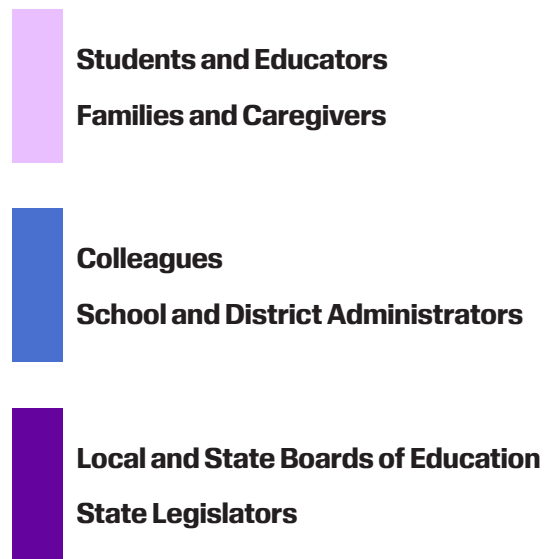 Students and Educators
Families and Caregivers
Colleagues
School and District Administrators
Local and State Boards of Education
State Legislators